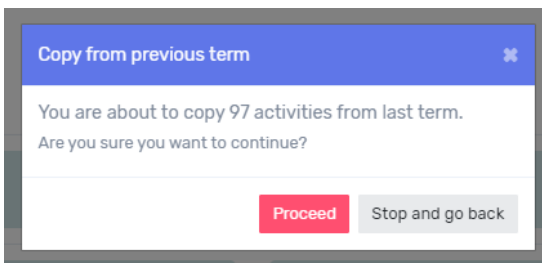 Copy from previous term
You are about to copy 97 activities from last term.
Are you sure you want to continue?
Proceed
Stop and go back